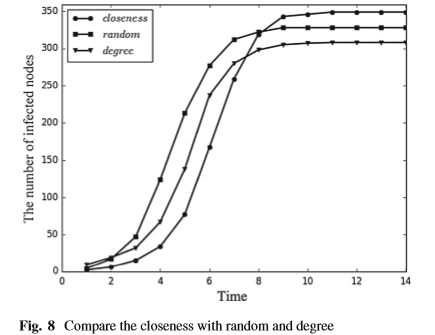 350
300
250
200
150
100
50
0
closeness
random
degree
The number of infected nodes
0 2 4 6 8 10 12 14
Time
Fig. 8 Compare the closeness with random and degree